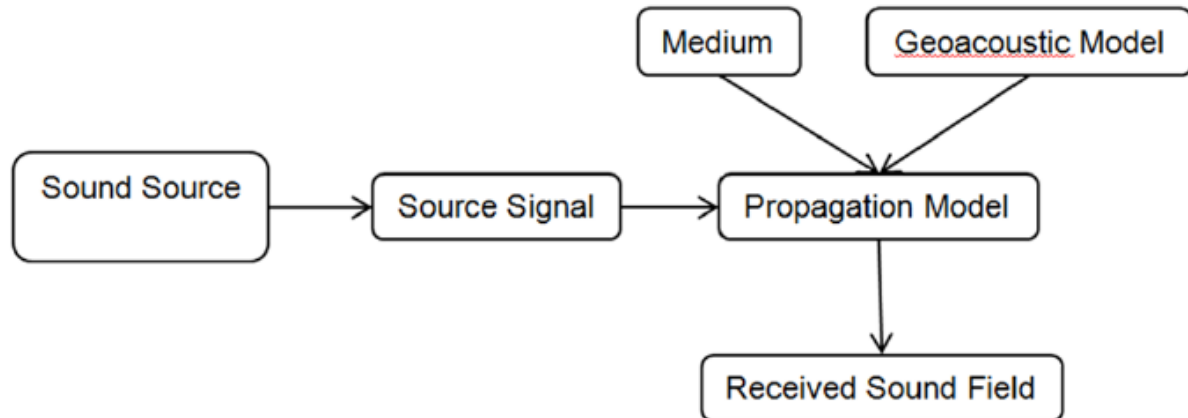 Medium
Geoacoustic Model
Sound Source
Source Signal
Propagation Model
Received Sound Field